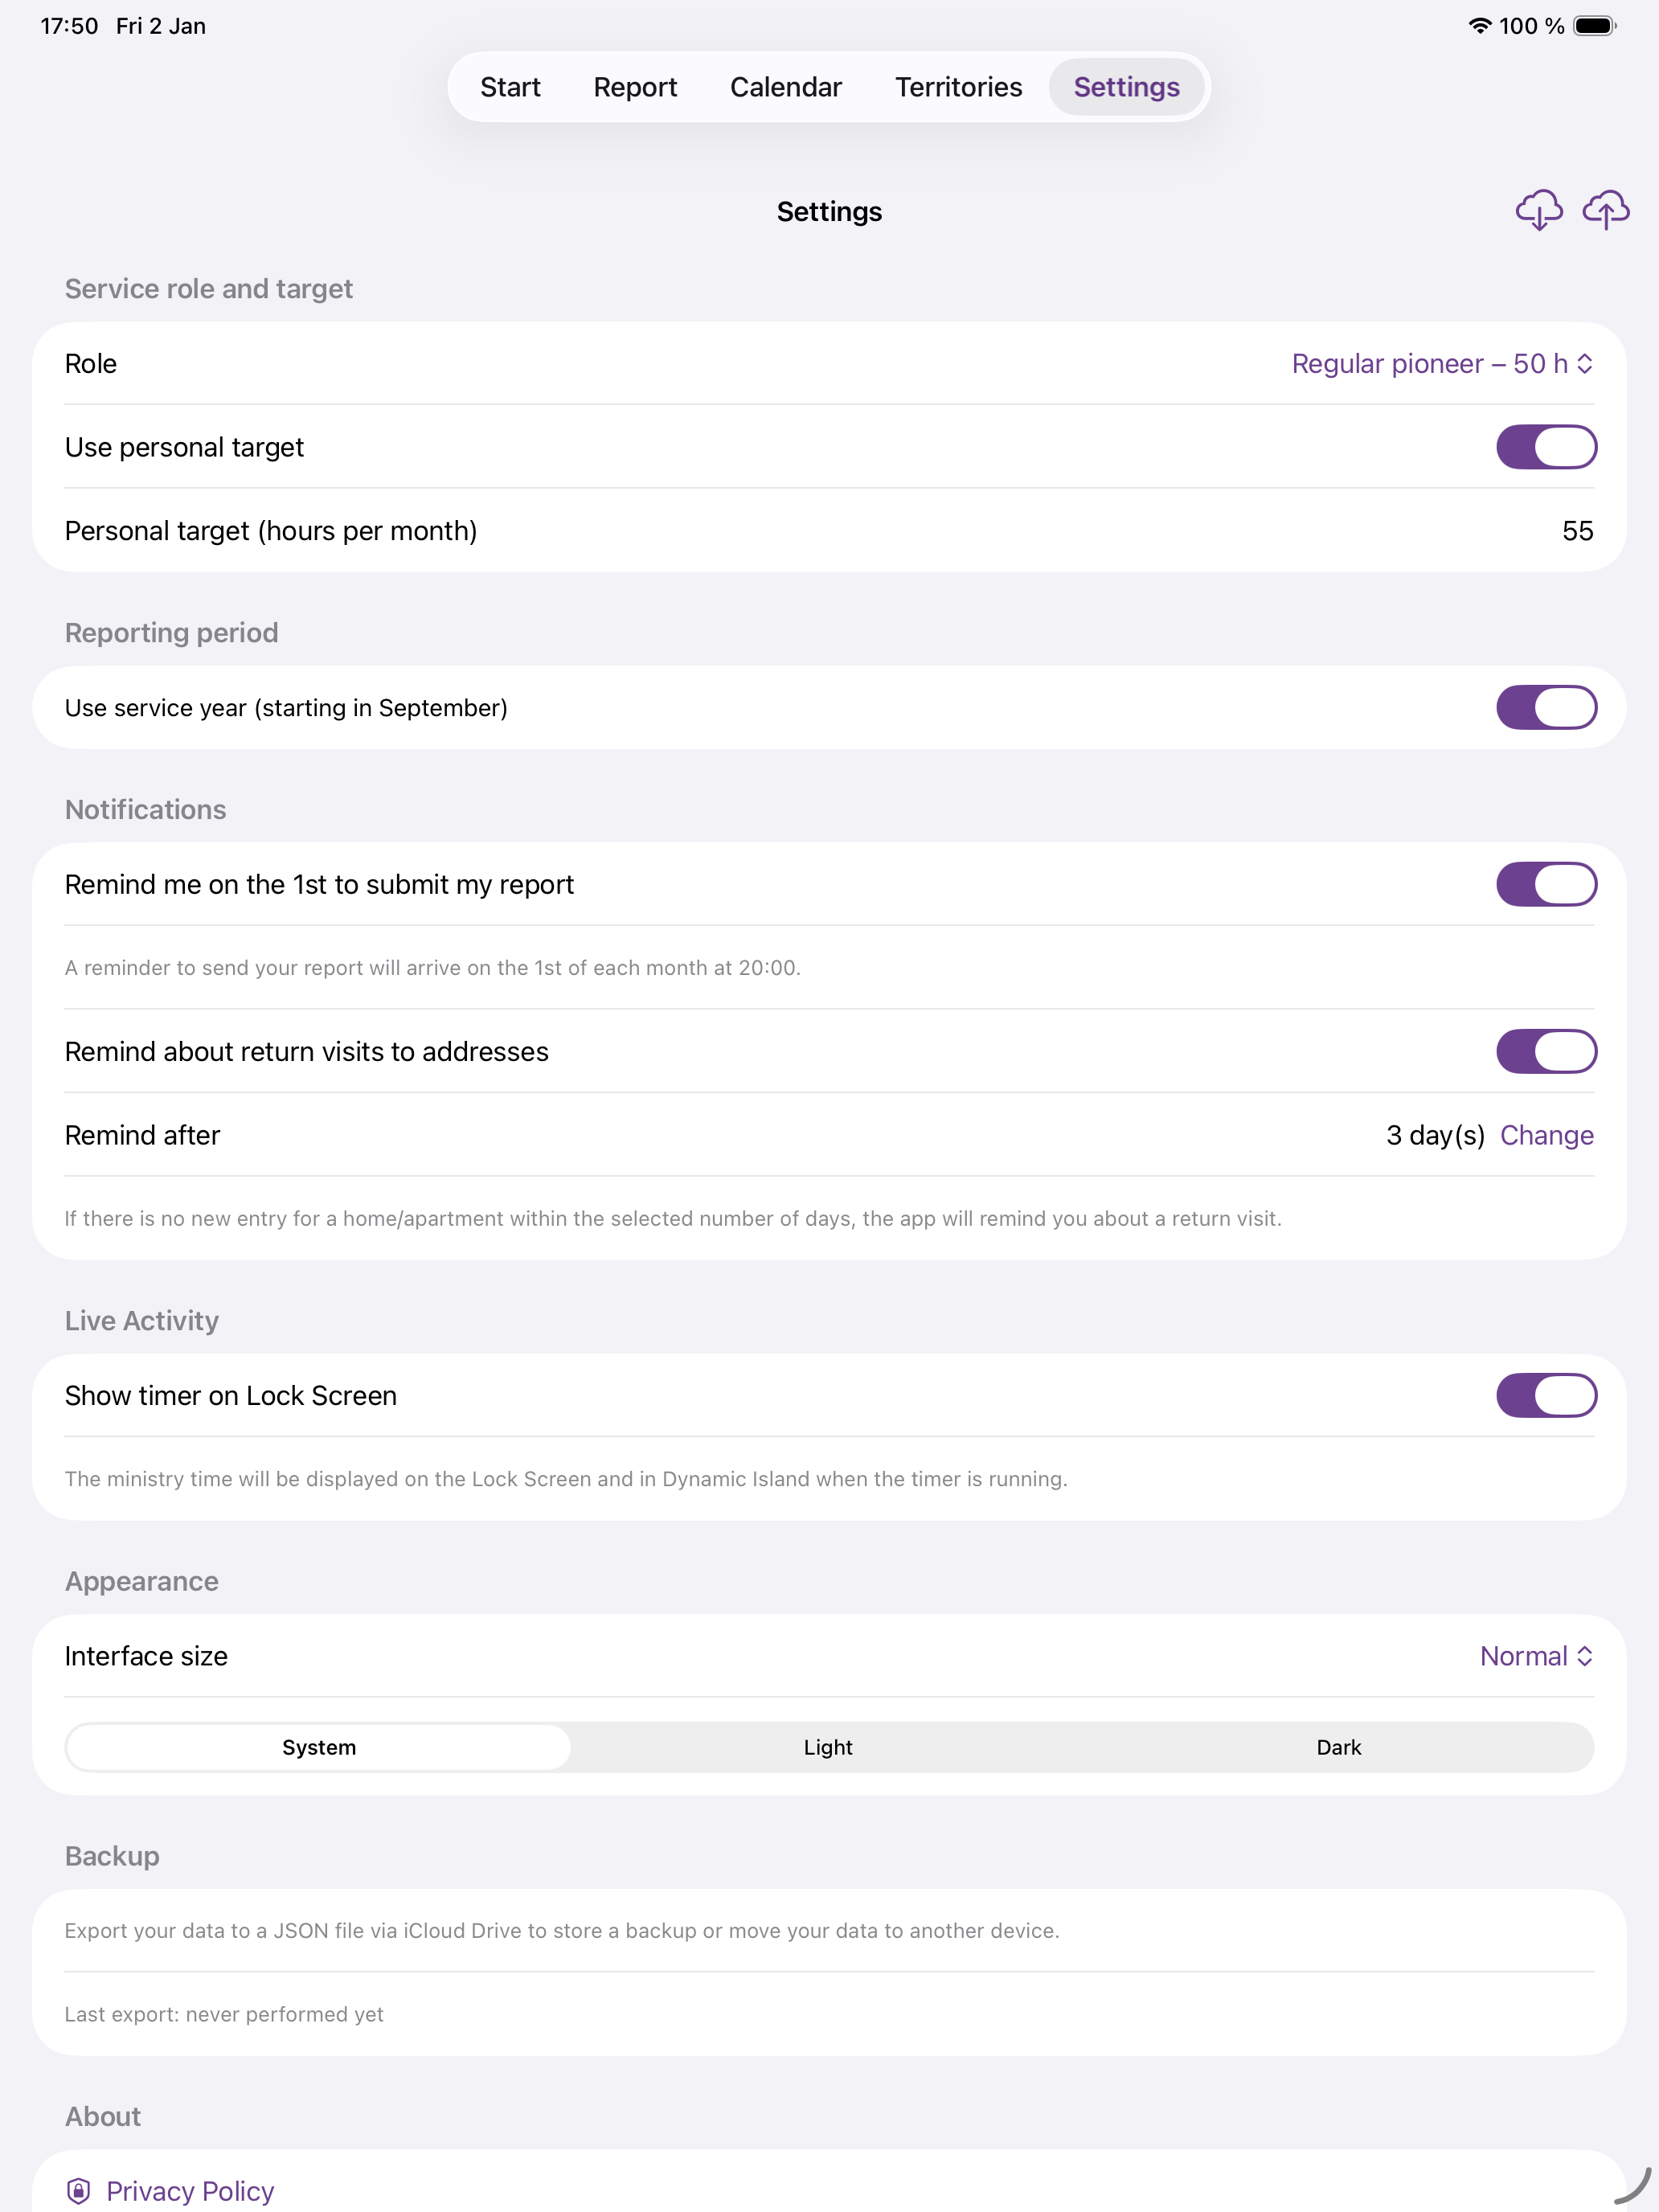 17:50 Fri 2 Jan 100 %
Start Report Calendar Territories Settings
Settings
Service role and target
Role Regular pioneer – 50 h
Use personal target
Personal target (hours per month) 55
Reporting period
Use service year (starting in September)
Notifications
Remind me on the 1st to submit my report
A reminder to send your report will arrive on the 1st of each month at 20:00.
Remind about return visits to addresses
Remind after 3 day(s) Change
If there is no new entry for a home/apartment within the selected number of days, the app will remind you about a return visit.
Live Activity
Show timer on Lock Screen
The ministry time will be displayed on the Lock Screen and in Dynamic Island when the timer is running.
Appearance
Interface size Normal
System Light Dark
Backup
Export your data to a JSON file via iCloud Drive to store a backup or move your data to another device.
Last export: never performed yet
About
Privacy Policy